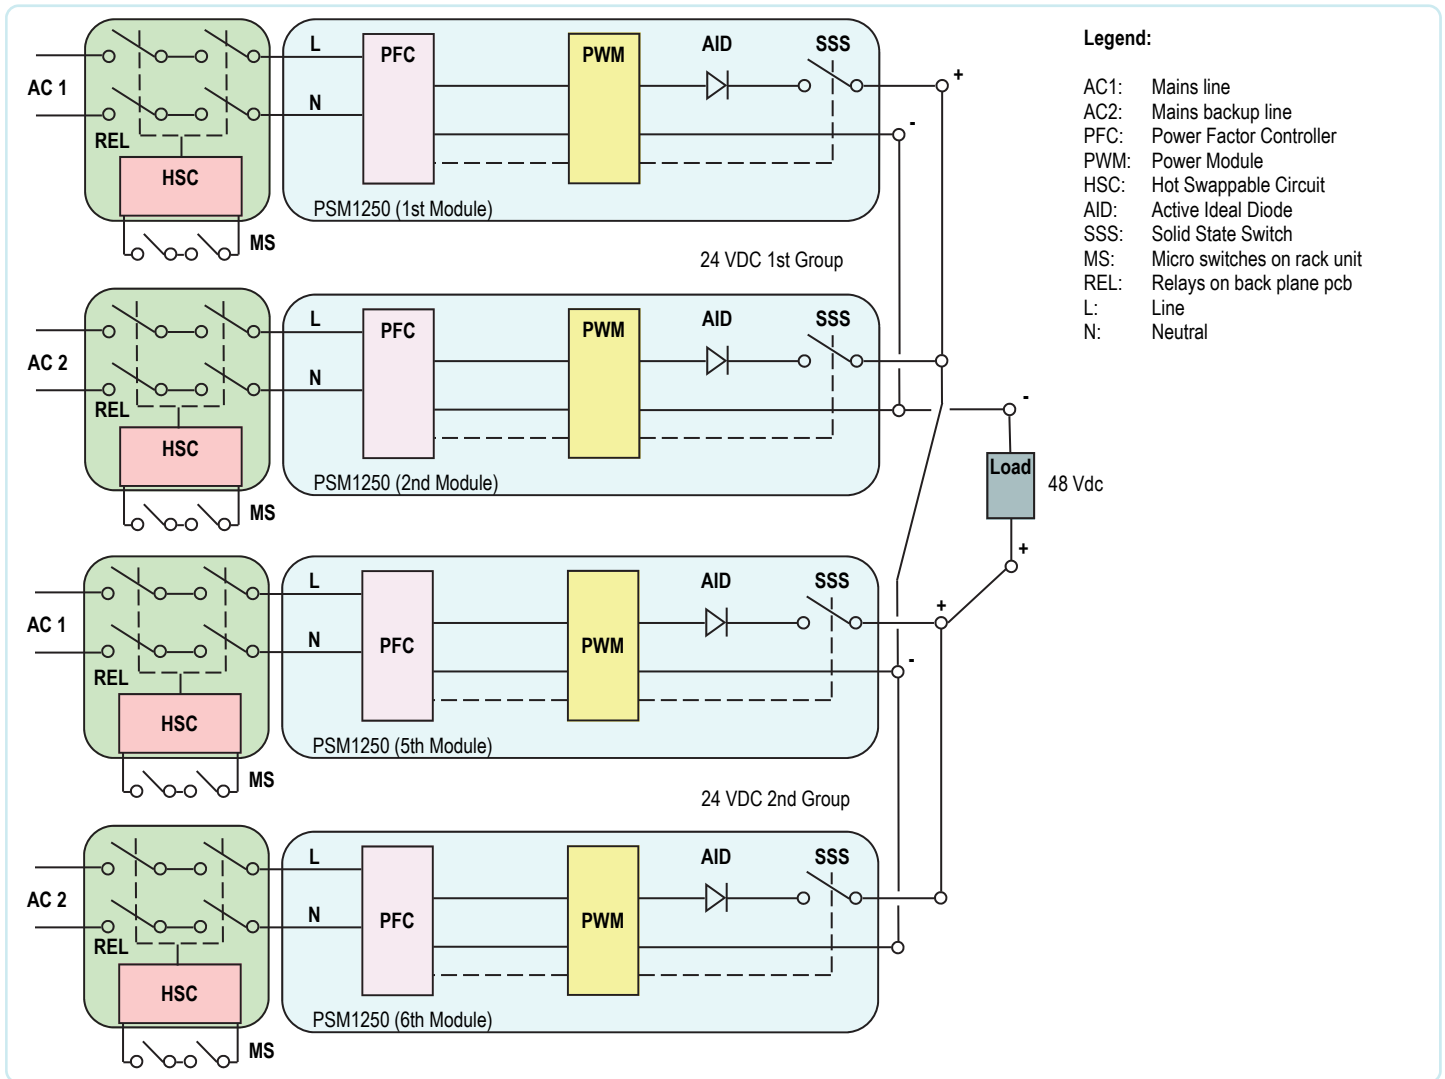 L
PFC
PWM
AID
SSS
AC 1
N
REL
HSC
MS
PSM1250 (1st Module)
+
-
24 VDC 1st Group
L
PFC
PWM
AID
SSS
AC 2
N
REL
HSC
MS
PSM1250 (2nd Module)
-
Load
48 Vdc
+
L
AID
SSS
AC 1
N
PFC
PWM
REL
HSC
MS
PSM1250 (5th Module)
+
-
24 VDC 2nd Group
L
AID
SSS
AC 2
N
PFC
PWM
REL
HSC
MS
PSM1250 (6th Module)
Legend:
AC1: Mains line
AC2: Mains backup line
PFC: Power Factor Controller
PWM: Power Module
HSC: Hot Swappable Circuit
AID: Active Ideal Diode
SSS: Solid State Switch
MS: Micro switches on rack unit
REL: Relays on back plane pcb
L: Line
N: Neutral